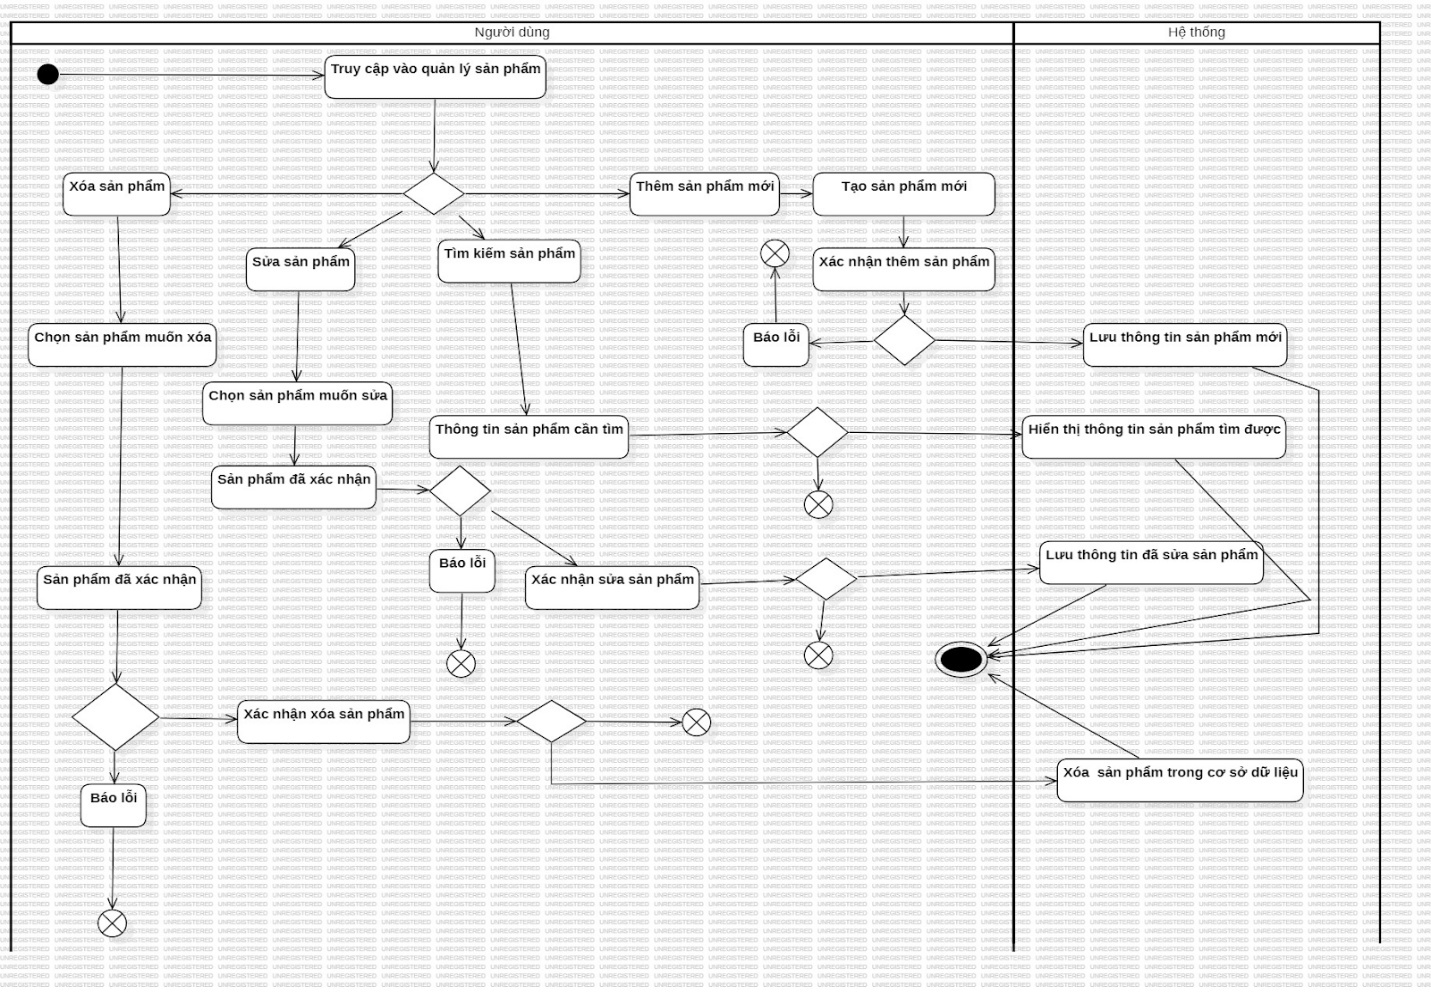 Người dùng
Hệ thống
Truy cập vào quản lý sản phẩm
Xóa sản phẩm
Thêm sản phẩm mới
Tạo sản phẩm mới
Sửa sản phẩm
Tìm kiếm sản phẩm
Xác nhận thêm sản phẩm
Chọn sản phẩm muốn xóa
Báo lỗi
Lưu thông tin sản phẩm mới
Chọn sản phẩm muốn sửa
Thông tin sản phẩm cần tìm
Hiển thị thông tin sản phẩm tìm được
Sản phẩm đã xác nhận
Báo lỗi
Lưu thông tin đã sửa sản phẩm
Sản phẩm đã xác nhận
Xác nhận sửa sản phẩm
Xác nhận xóa sản phẩm
Xóa  sản phẩm trong cơ sở dữ liệu
Báo lỗi
UNREGISTERED